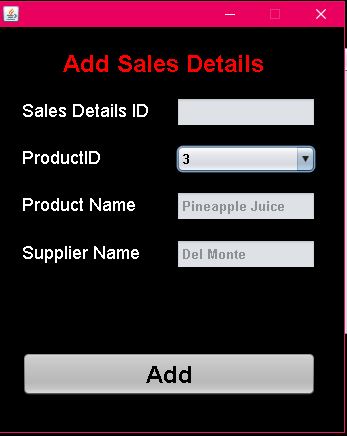 Add Sales Details
Sales Details ID
ProductID 3
Product Name Pineapple Juice
Supplier Name Del Monte
Add